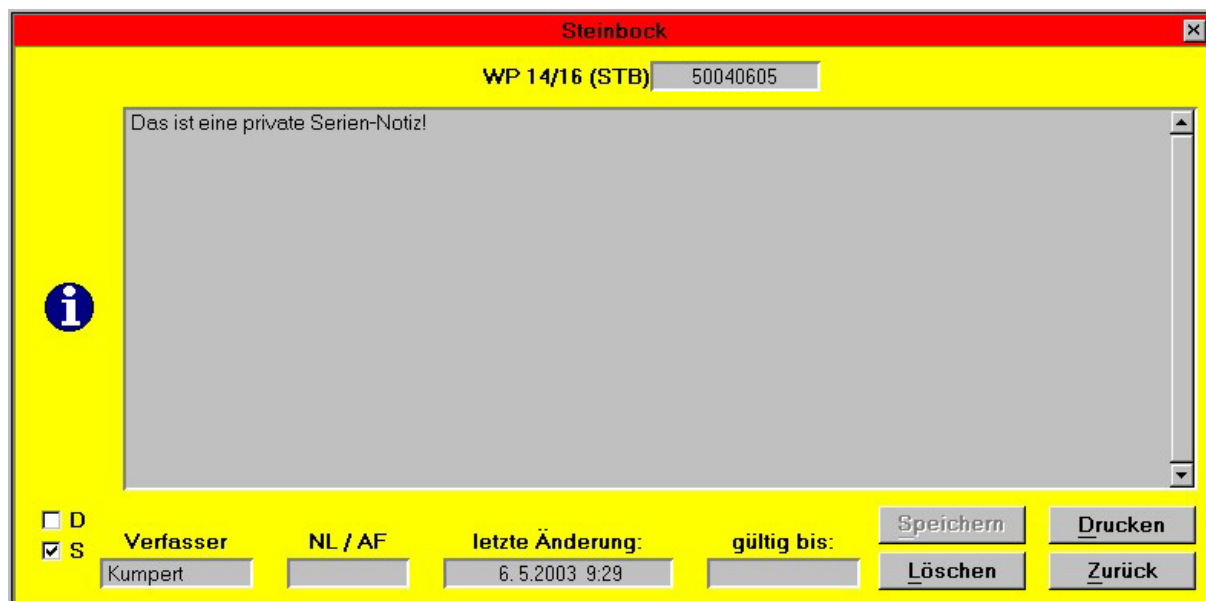 Steinbock
WP 14/16 (STB) 50040605
Das ist eine private Serien-Notiz!
D
S
Verfasser NL / AF letzte Änderung: gültig bis:
Kumpert 6. 5.2003 9:29
Speichern Drucken
Löschen Zurück